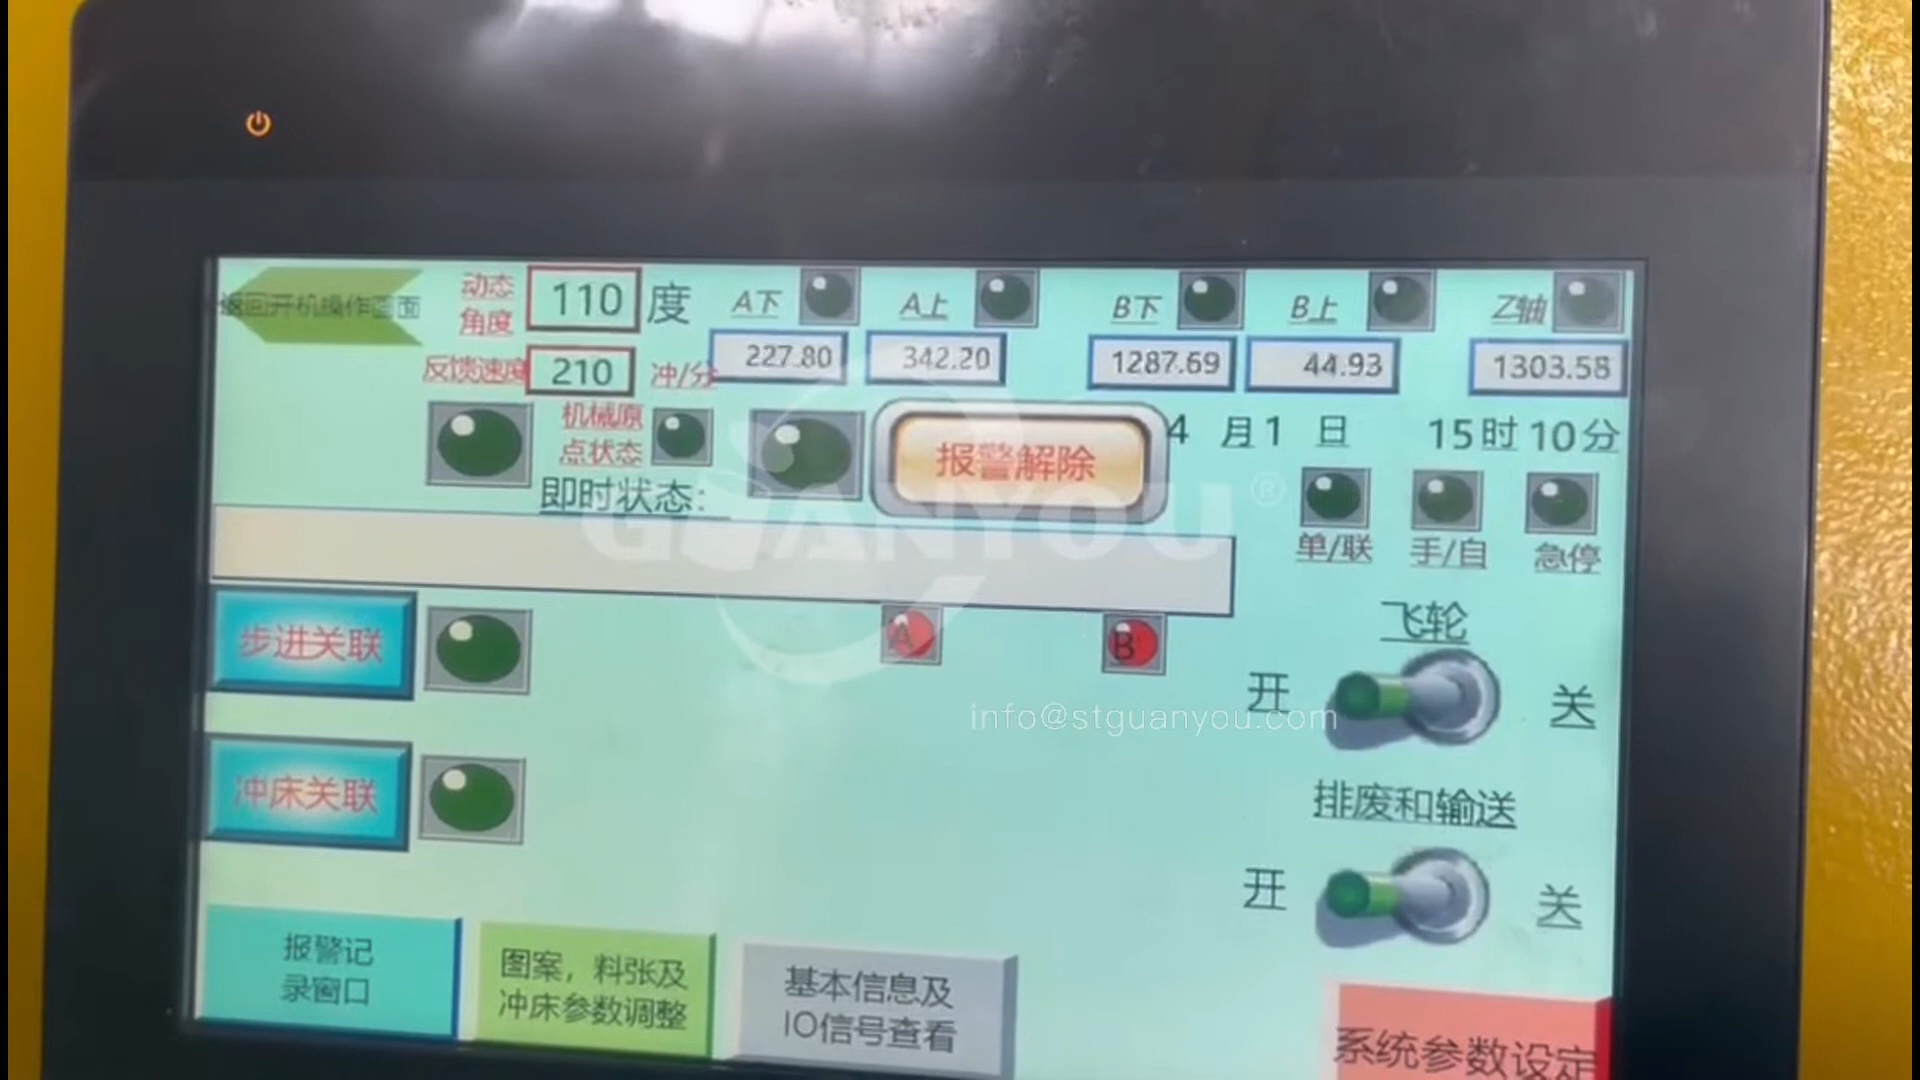 返回开机操作画面
动态
角度
110
度
A下
A上
B下
B上
Z轴
反馈速度
210
冲/分
227.80
342.20
1287.69
44.93
1303.58
机械原
点状态
报警解除
4 月 1 日 15时10分
即时状态:
GUANYOU®
单/联
手/自
急停
步进关联
A
B
飞轮
开
关
info@stguanyou.com
冲床关联
排废和输送
开
关
报警记
录窗口
图案，料张及
冲床参数调整
基本信息及
IO信号查看
系统参数设定